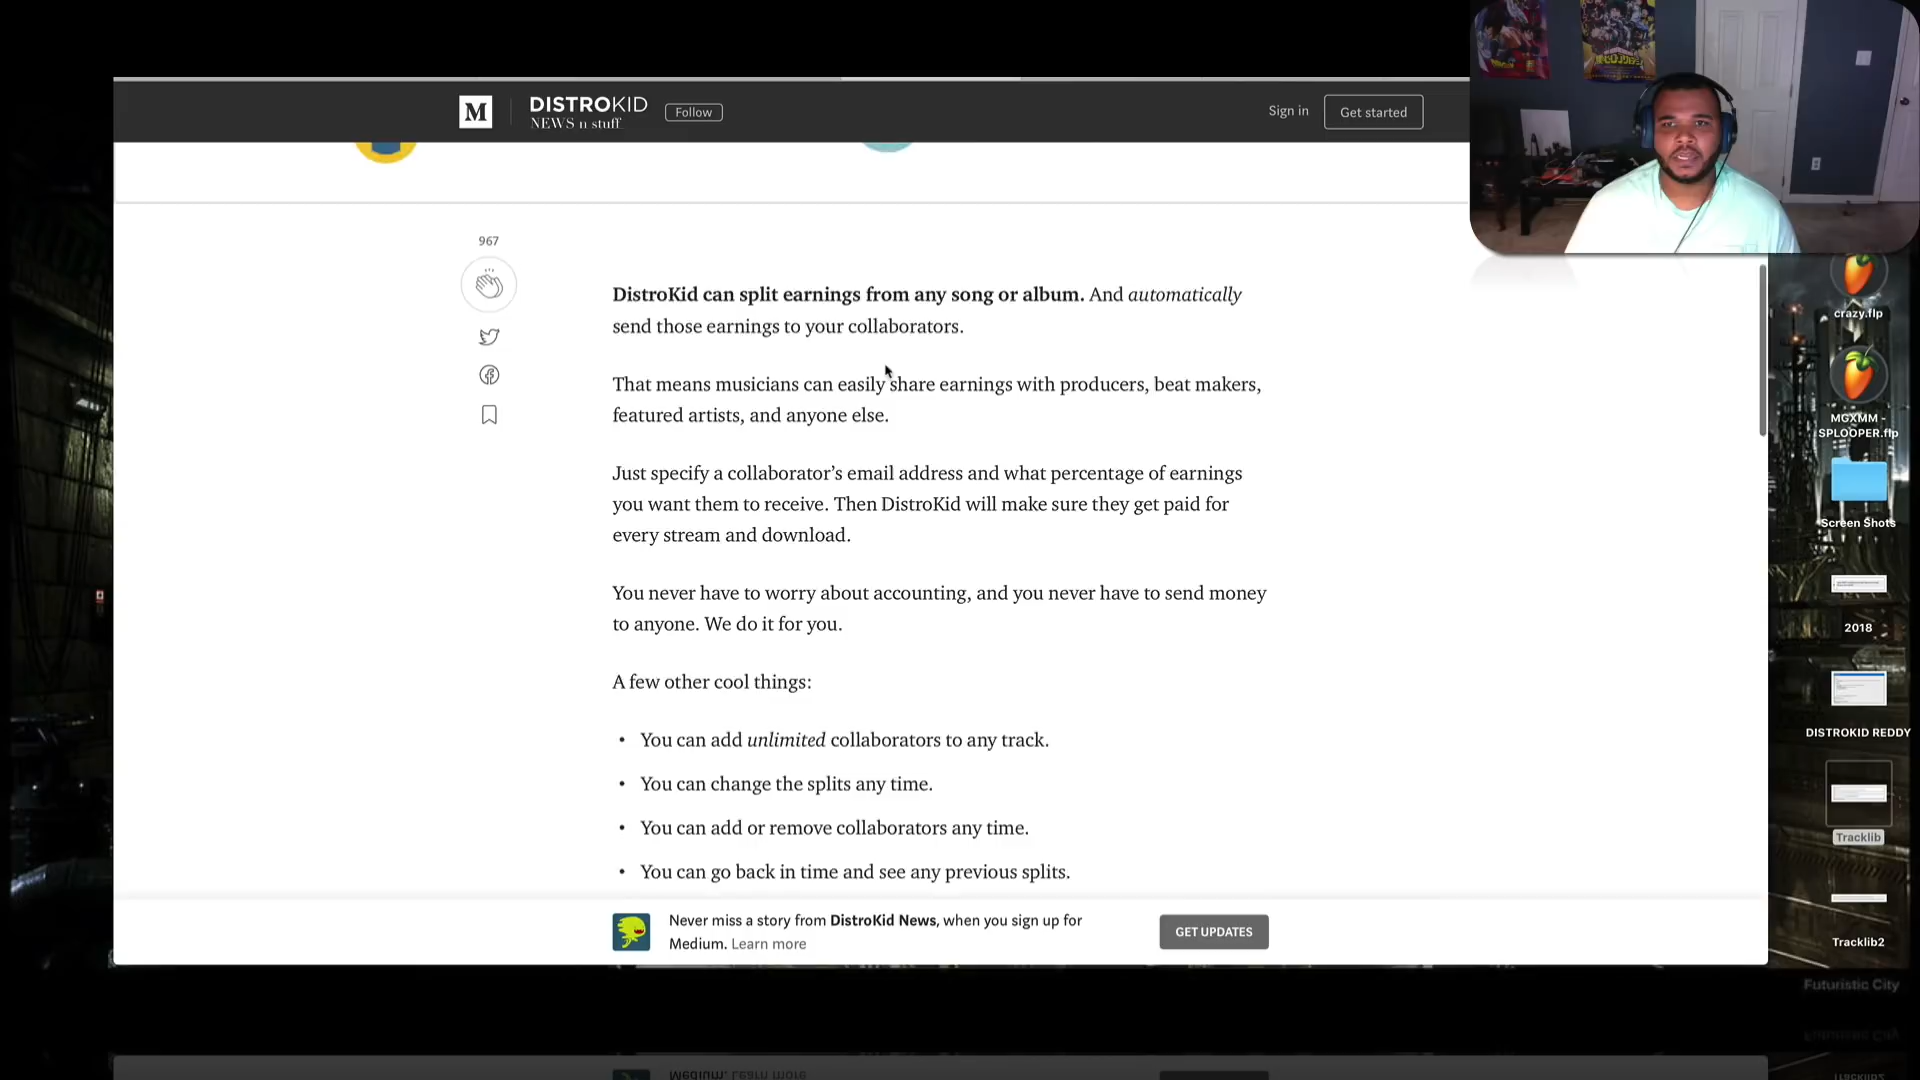 M
DISTROKID
NEWS n stuff
Follow
Sign in
Get started
967
DistroKid can split earnings from any song or album. And automatically
send those earnings to your collaborators.
That means musicians can easily share earnings with producers, beat makers,
featured artists, and anyone else.
Just specify a collaborator’s email address and what percentage of earnings
you want them to receive. Then DistroKid will make sure they get paid for
every stream and download.
You never have to worry about accounting, and you never have to send money
to anyone. We do it for you.
A few other cool things:
• You can add unlimited collaborators to any track.
• You can change the splits any time.
• You can add or remove collaborators any time.
• You can go back in time and see any previous splits.
Never miss a story from DistroKid News, when you sign up for
Medium. Learn more
GET UPDATES
crazy.flp
MGXMM -
SPLOOPER.flp
Screen Shots
2018
DISTROKID REDDY
Tracklib
Tracklib2
Futuristic City